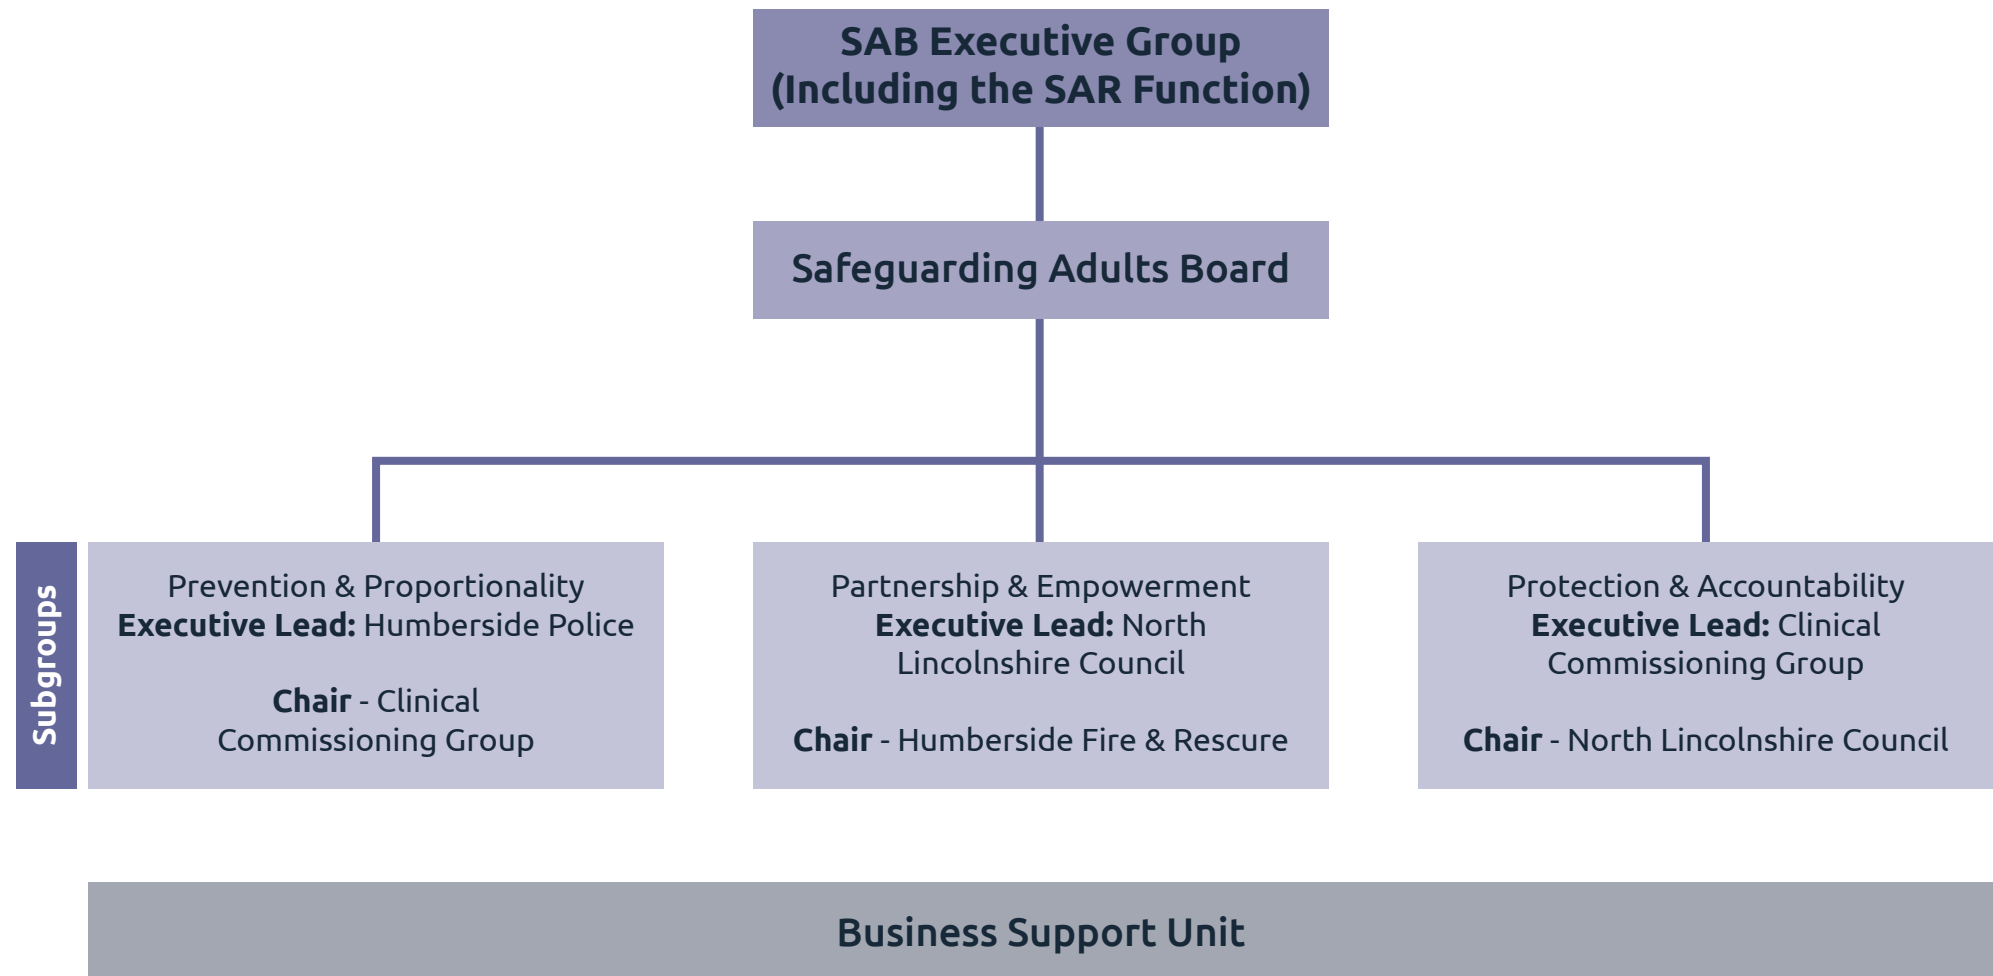 SAB Executive Group
(Including the SAR Function)
Safeguarding Adults Board
Subgroups
Prevention & Proportionality
Executive Lead: Humberside Police
Chair - Clinical
Commissioning Group
Partnership & Empowerment
Executive Lead: North
Lincolnshire Council
Chair - Humberside Fire & Rescure
Protection & Accountability
Executive Lead: Clinical
Commissioning Group
Chair - North Lincolnshire Council
Business Support Unit